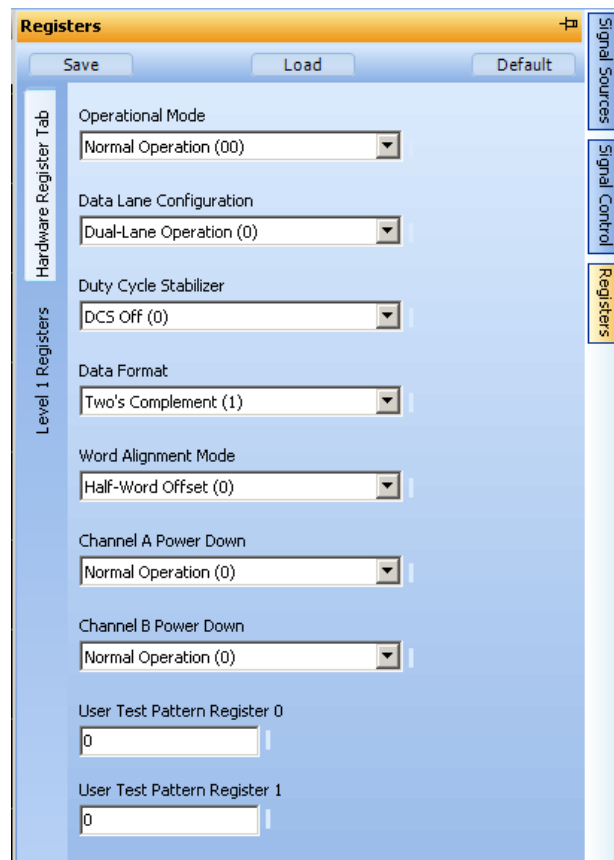 Registers
Save
Load
Default
Hardware Register Tab
Level 1 Registers
Operational Mode
Normal Operation (00)
Data Lane Configuration
Dual-Lane Operation (0)
Duty Cycle Stabilizer
DCS Off (0)
Data Format
Two's Complement (1)
Word Alignment Mode
Half-Word Offset (0)
Channel A Power Down
Normal Operation (0)
Channel B Power Down
Normal Operation (0)
User Test Pattern Register 0
0
User Test Pattern Register 1
0
Signal Sources
Signal Control
Registers